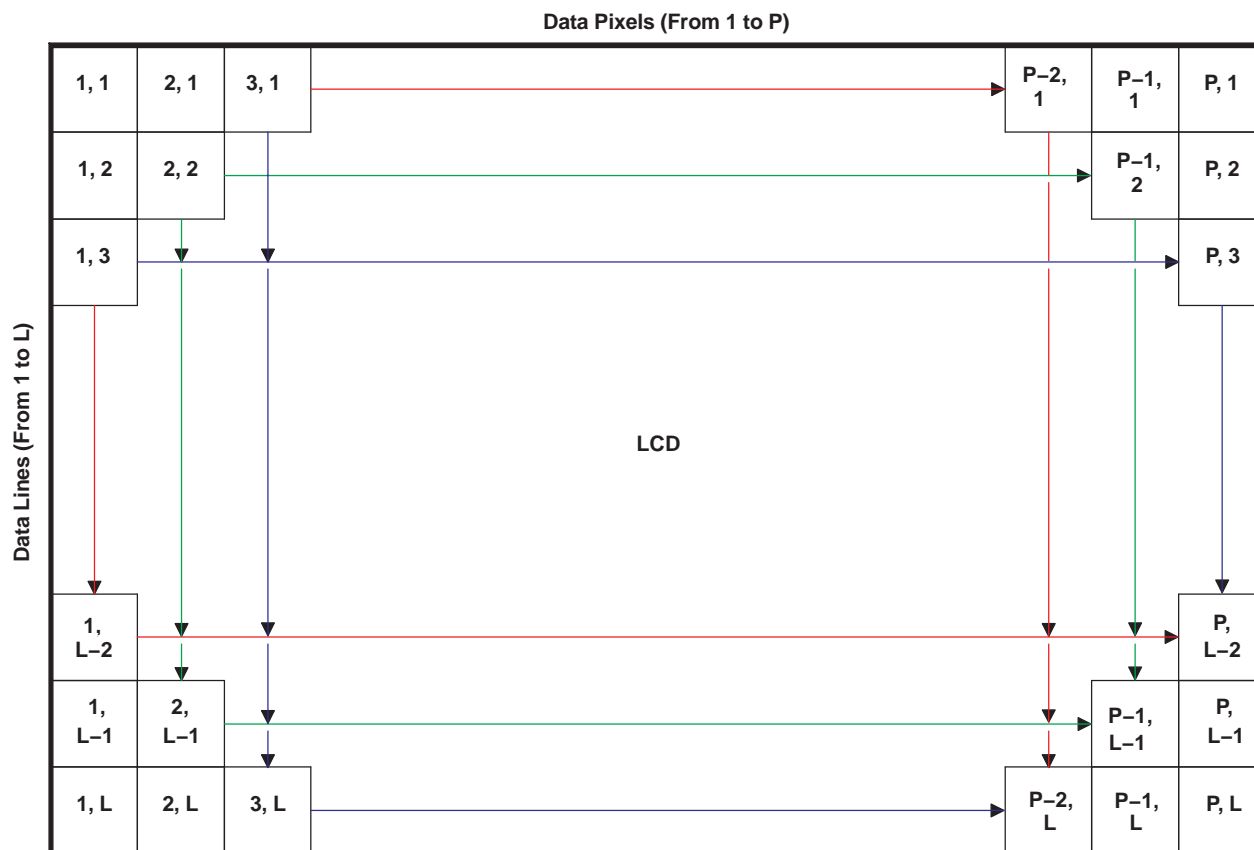 Data Pixels (From 1 to P)
1, 1
2, 1
3, 1
P–2,
1
P–1,
1
P, 1
1, 2
2, 2
P–1,
2
P, 2
1, 3
P, 3
Data Lines (From 1 to L)
LCD
1,
L–2
P,
L–2
1,
L–1
2,
L–1
P–1,
L–1
P,
L–1
1, L
2, L
3, L
P–2,
L
P–1,
L
P, L